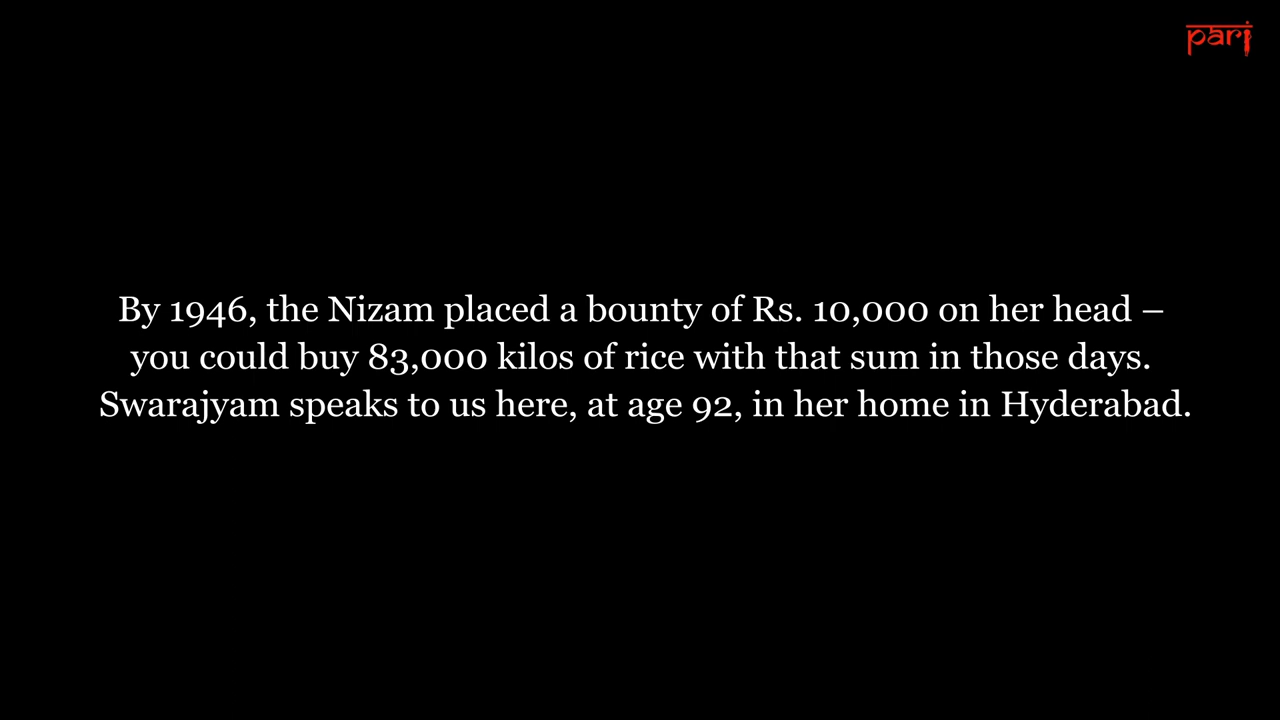 pari
By 1946, the Nizam placed a bounty of Rs. 10,000 on her head –
you could buy 83,000 kilos of rice with that sum in those days.
Swarajyam speaks to us here, at age 92, in her home in Hyderabad.